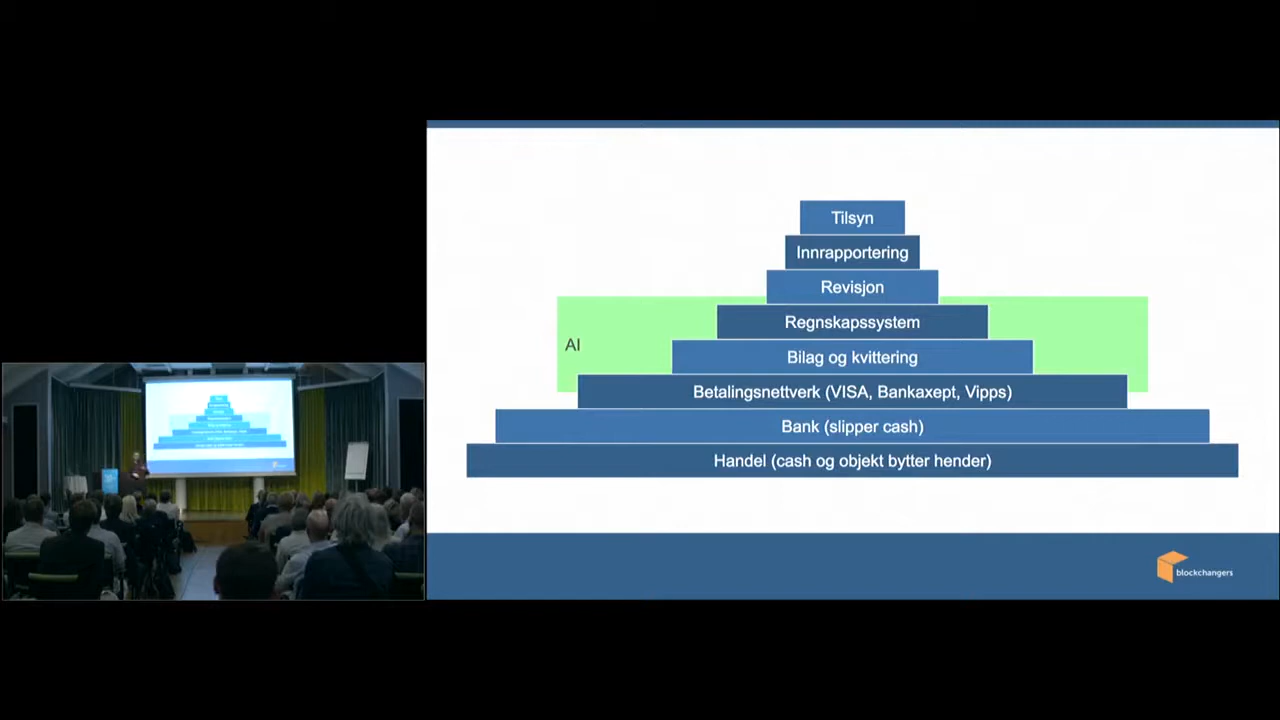 Tilsyn
Innrapportering
Revisjon
Regnskapssystem
AI
Bilag og kvittering
Betalingsnettverk (VISA, Bankaxept, Vipps)
Bank (slipper cash)
Handel (cash og objekt bytter hender)
blockchangers